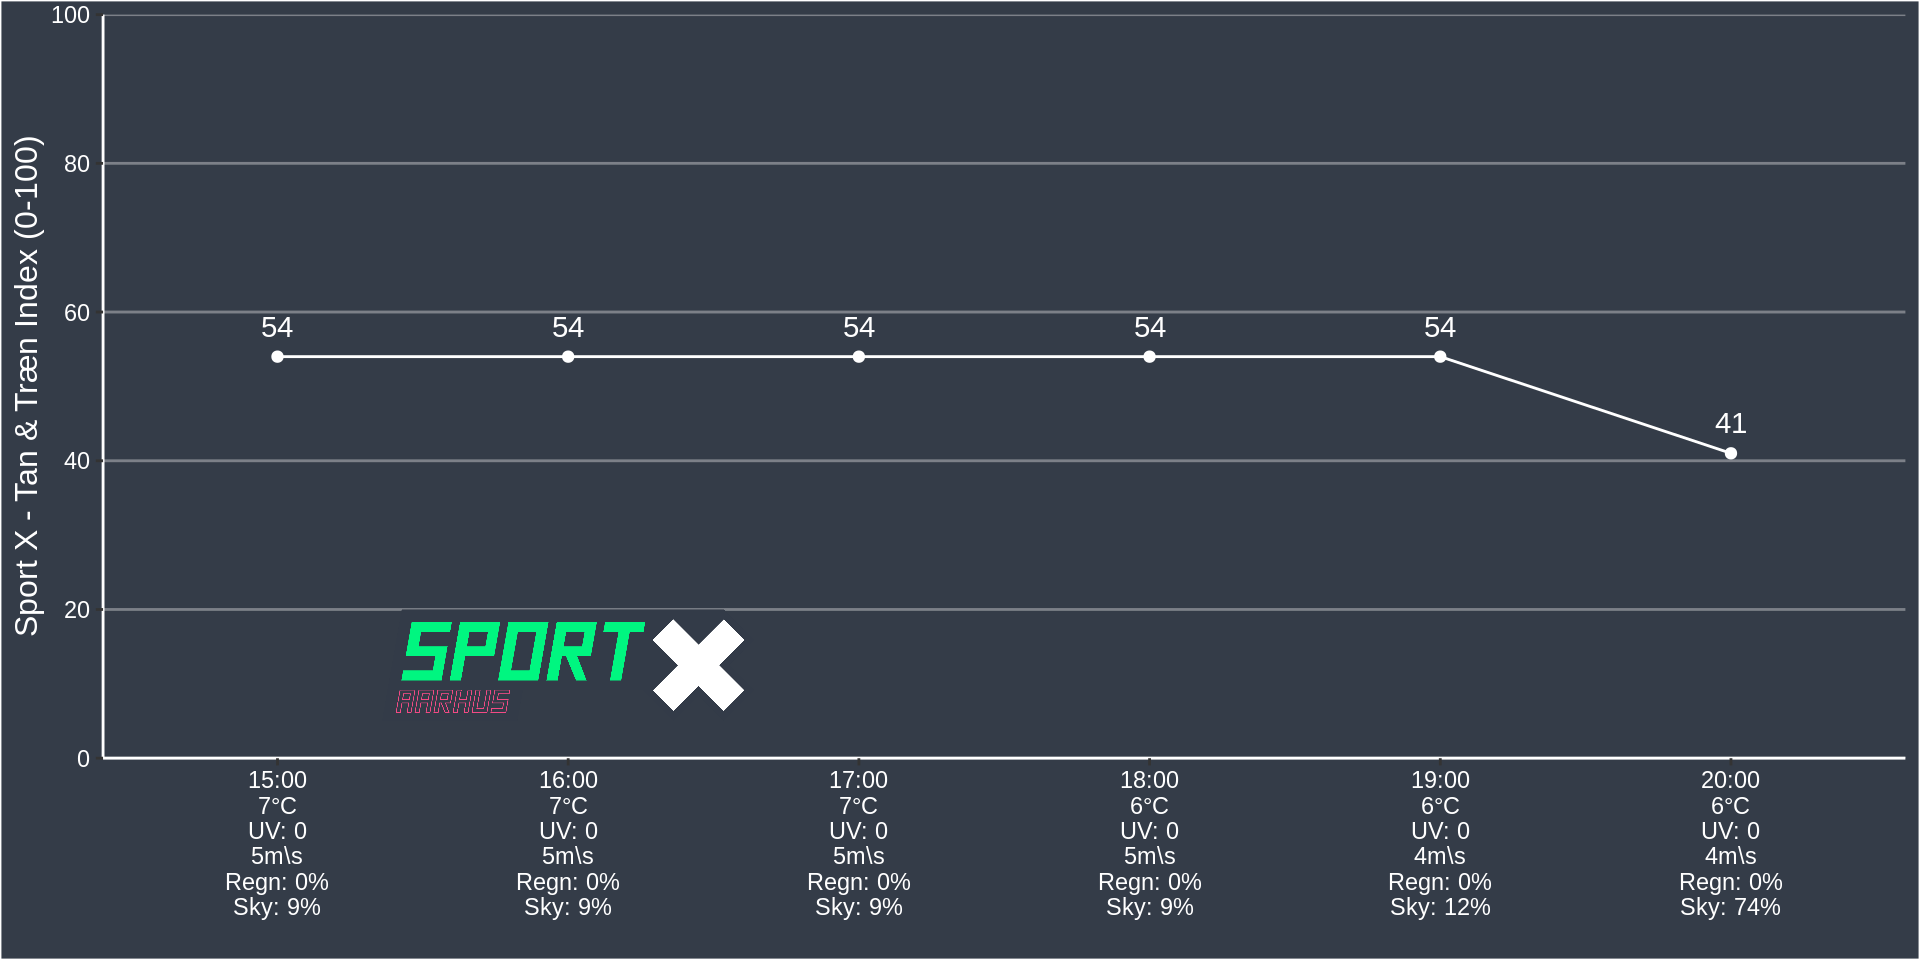 Sport X - Tan & Træn Index (0-100)
100
80
60
40
20
0
54 54 54 54 54 41
SPORT X
AARHUS
15:00 16:00 17:00 18:00 19:00 20:00
7°C 7°C 7°C 6°C 6°C 6°C
UV: 0 UV: 0 UV: 0 UV: 0 UV: 0 UV: 0
5m\s 5m\s 5m\s 5m\s 4m\s 4m\s
Regn: 0% Regn: 0% Regn: 0% Regn: 0% Regn: 0% Regn: 0%
Sky: 9% Sky: 9% Sky: 9% Sky: 9% Sky: 12% Sky: 74%